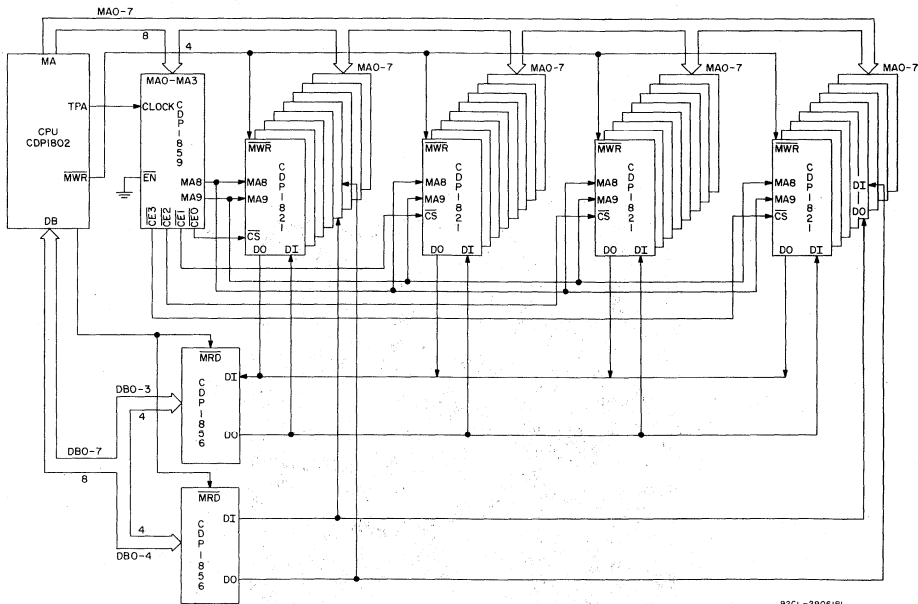 MA0-7
8
4
MA
MA0-7
MA0-7
MA0-7
MA0-7
CPU
CDP1802
TPA
MWR
DB
MA0-MA3
CLOCK
CDP1859
EN
MA8
MA9
CE3
CE2
CE1
CE0
MWR
MA8
MA9
CS
CDP1821
DO
DI
MWR
MA8
MA9
CS
CDP1821
DO
DI
MWR
MA8
MA9
CS
CDP1821
DO
DI
MWR
MA8
MA9
CS
CDP1821
DO
DI
DI
DO
MRD
DI
CDP1856
DO
DB0-3
4
DB0-7
8
MRD
DI
CDP1856
DO
4
DB0-4